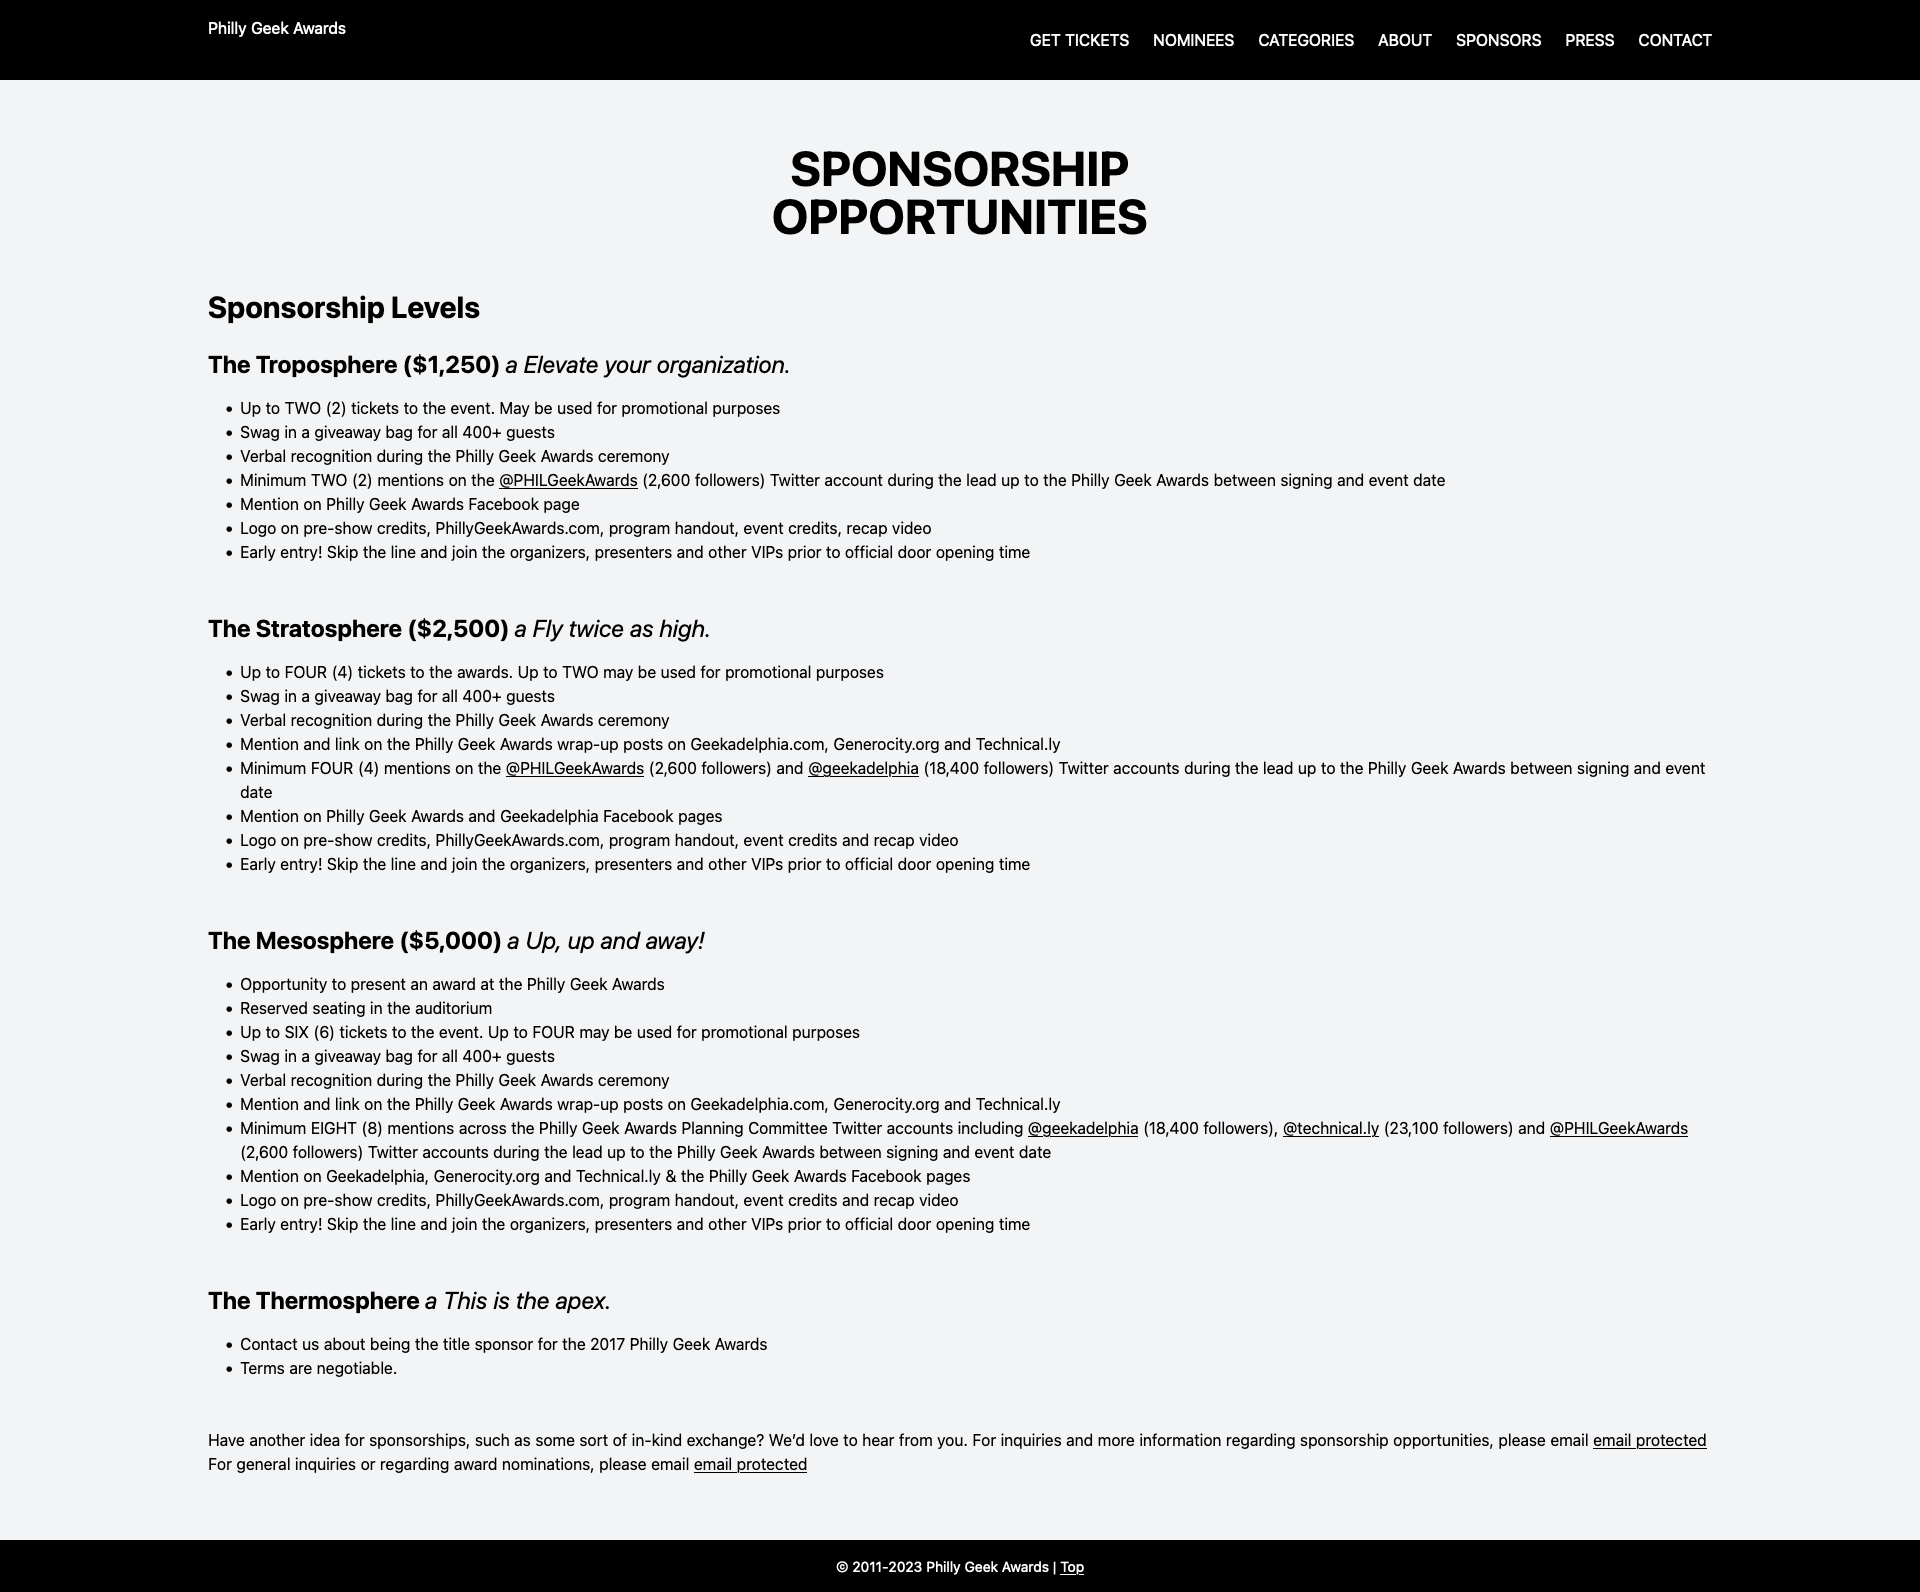 Philly Geek Awards
GET TICKETS NOMINEES CATEGORIES ABOUT SPONSORS PRESS CONTACT
SPONSORSHIP
OPPORTUNITIES
Sponsorship Levels
The Troposphere ($1,250) a Elevate your organization.
• Up to TWO (2) tickets to the event. May be used for promotional purposes
• Swag in a giveaway bag for all 400+ guests
• Verbal recognition during the Philly Geek Awards ceremony
• Minimum TWO (2) mentions on the @PHILGeekAwards (2,600 followers) Twitter account during the lead up to the Philly Geek Awards between signing and event date
• Mention on Philly Geek Awards Facebook page
• Logo on pre-show credits, PhillyGeekAwards.com, program handout, event credits, recap video
• Early entry! Skip the line and join the organizers, presenters and other VIPs prior to official door opening time
The Stratosphere ($2,500) a Fly twice as high.
• Up to FOUR (4) tickets to the awards. Up to TWO may be used for promotional purposes
• Swag in a giveaway bag for all 400+ guests
• Verbal recognition during the Philly Geek Awards ceremony
• Mention and link on the Philly Geek Awards wrap-up posts on Geekadelphia.com, Generocity.org and Technical.ly
• Minimum FOUR (4) mentions on the @PHILGeekAwards (2,600 followers) and @geekadelphia (18,400 followers) Twitter accounts during the lead up to the Philly Geek Awards between signing and event
date
• Mention on Philly Geek Awards and Geekadelphia Facebook pages
• Logo on pre-show credits, PhillyGeekAwards.com, program handout, event credits and recap video
• Early entry! Skip the line and join the organizers, presenters and other VIPs prior to official door opening time
The Mesosphere ($5,000) a Up, up and away!
• Opportunity to present an award at the Philly Geek Awards
• Reserved seating in the auditorium
• Up to SIX (6) tickets to the event. Up to FOUR may be used for promotional purposes
• Swag in a giveaway bag for all 400+ guests
• Verbal recognition during the Philly Geek Awards ceremony
• Mention and link on the Philly Geek Awards wrap-up posts on Geekadelphia.com, Generocity.org and Technical.ly
• Minimum EIGHT (8) mentions across the Philly Geek Awards Planning Committee Twitter accounts including @geekadelphia (18,400 followers), @technical.ly (23,100 followers) and @PHILGeekAwards
(2,600 followers) Twitter accounts during the lead up to the Philly Geek Awards between signing and event date
• Mention on Geekadelphia, Generocity.org and Technical.ly & the Philly Geek Awards Facebook pages
• Logo on pre-show credits, PhillyGeekAwards.com, program handout, event credits and recap video
• Early entry! Skip the line and join the organizers, presenters and other VIPs prior to official door opening time
The Thermosphere a This is the apex.
• Contact us about being the title sponsor for the 2017 Philly Geek Awards
• Terms are negotiable.
Have another idea for sponsorships, such as some sort of in-kind exchange? We’d love to hear from you. For inquiries and more information regarding sponsorship opportunities, please email email protected
For general inquiries or regarding award nominations, please email email protected
© 2011-2023 Philly Geek Awards | Top